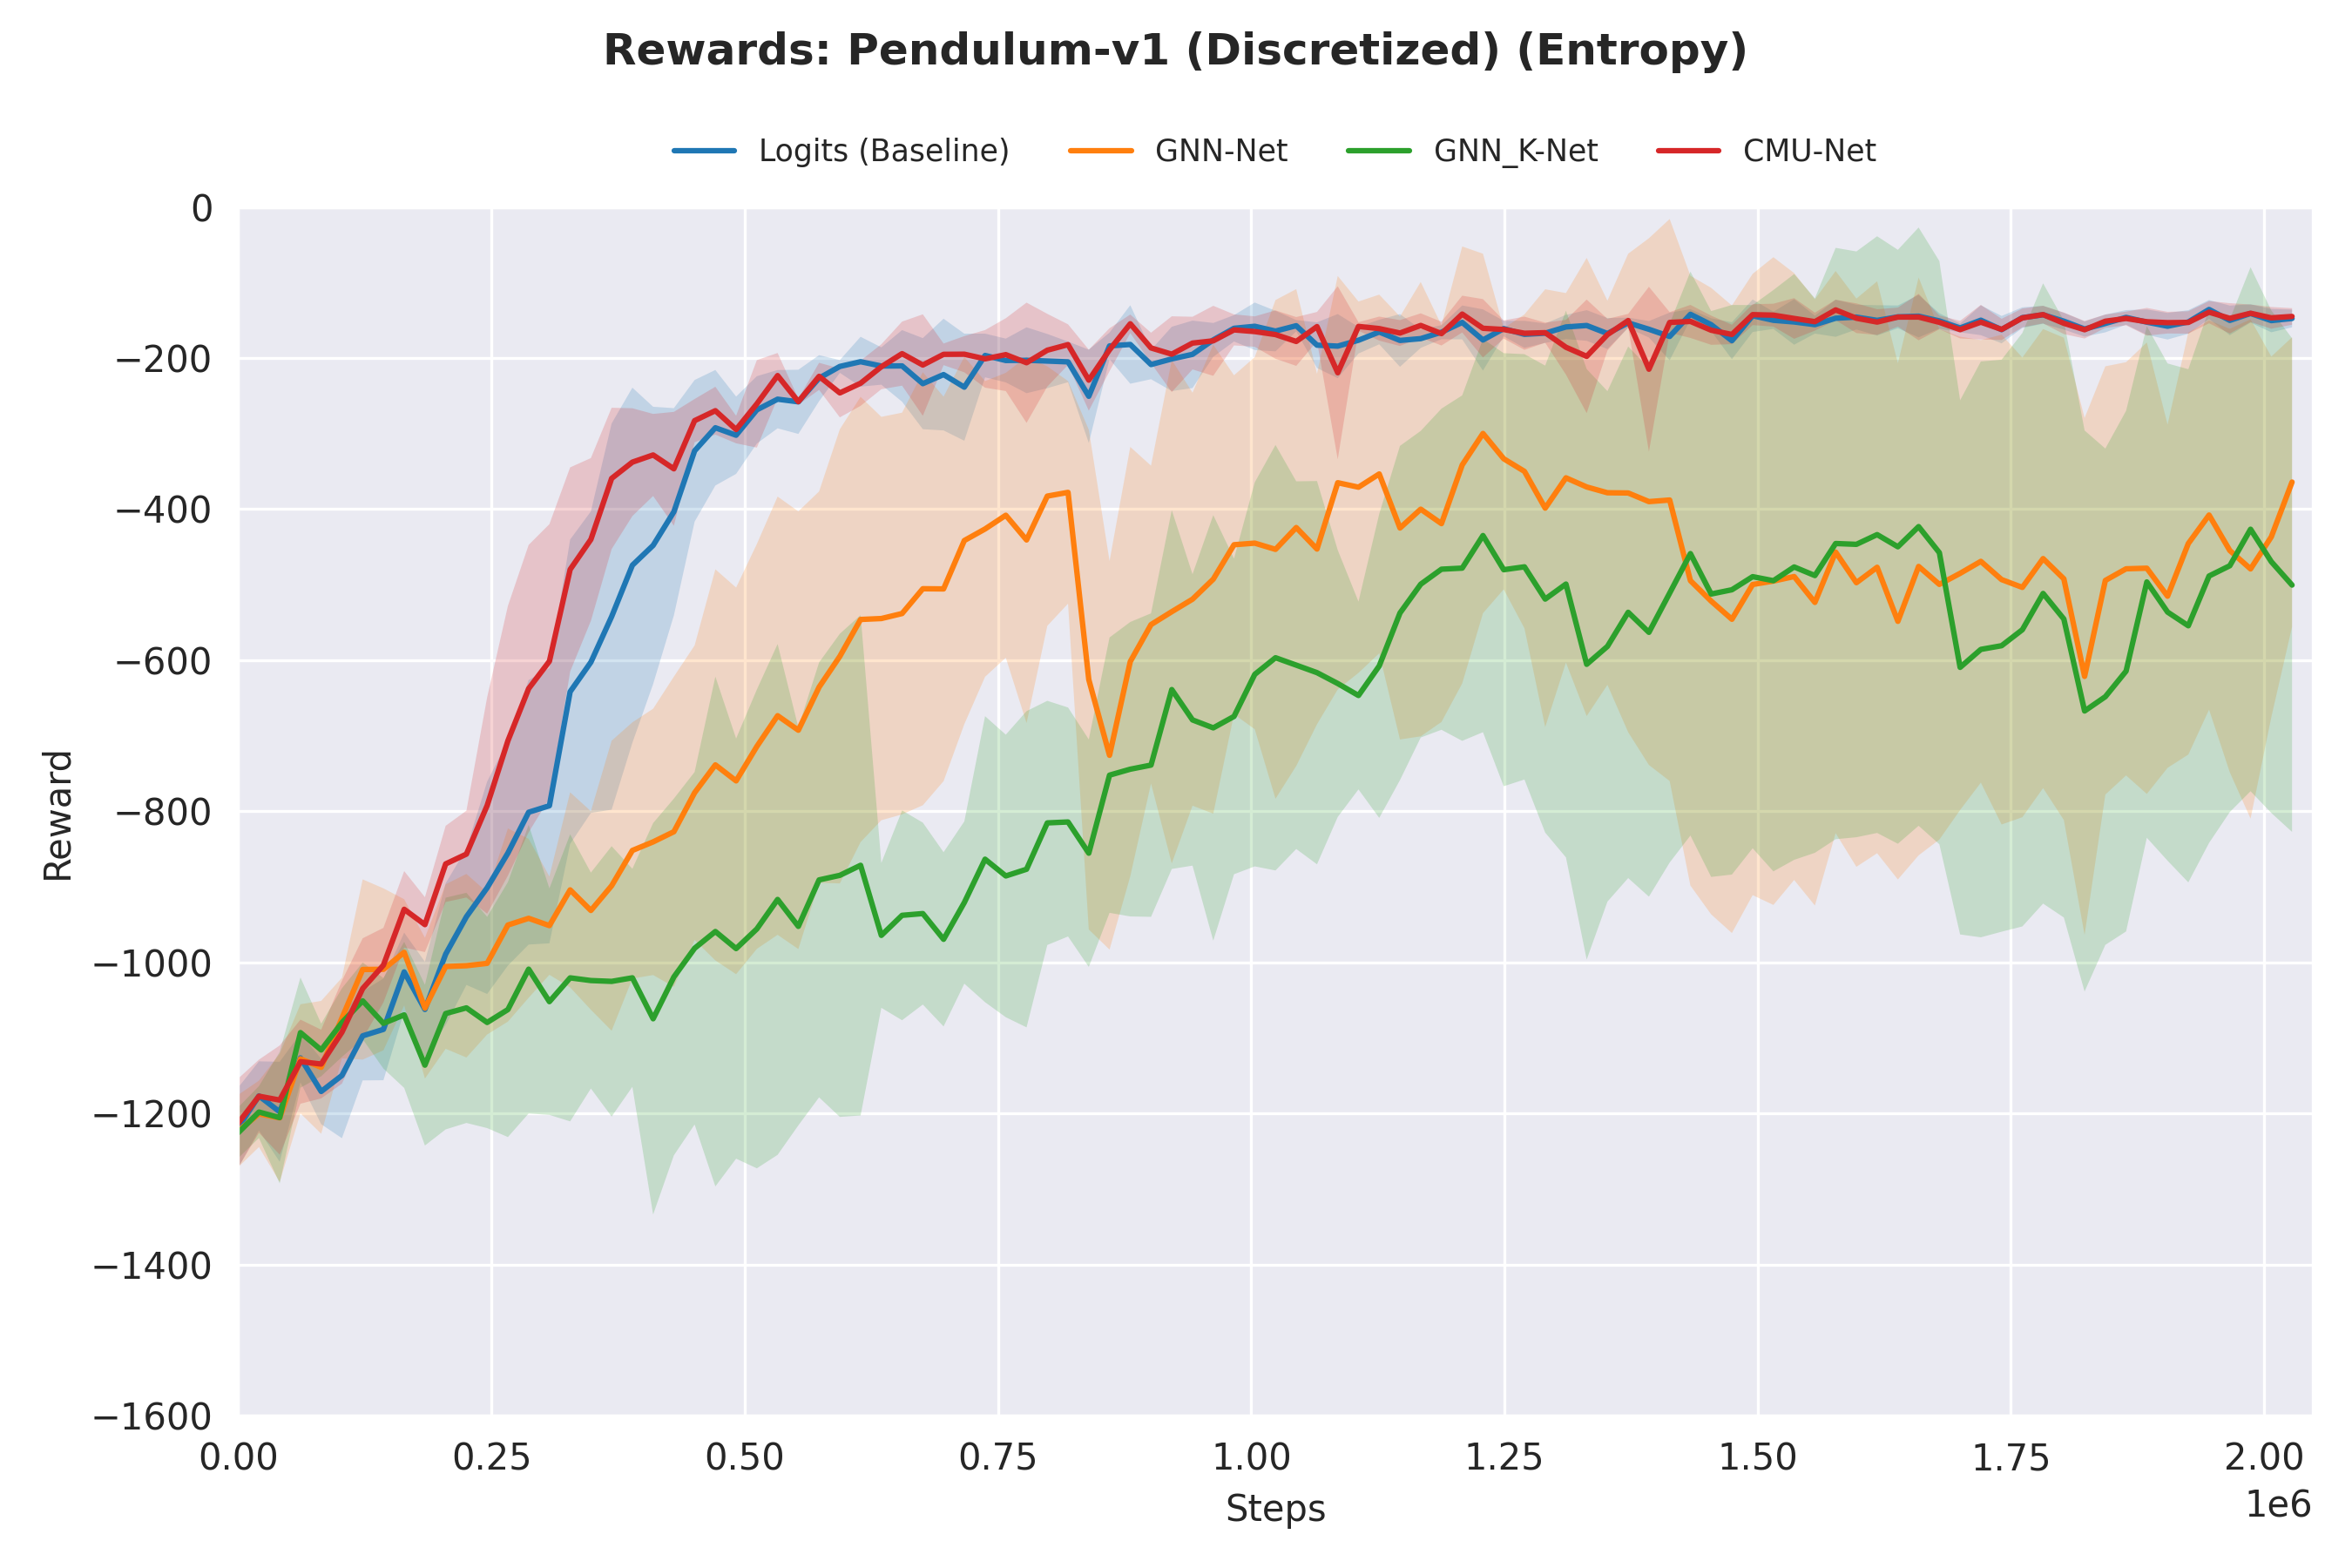 Rewards: Pendulum-v1 (Discretized) (Entropy)
Logits (Baseline) GNN-Net GNN_K-Net CMU-Net
0
−200
−400
−600
−800
−1000
−1200
−1400
−1600
Reward
0.00 0.25 0.50 0.75 1.00 1.25 1.50 1.75 2.00
Steps
1e6